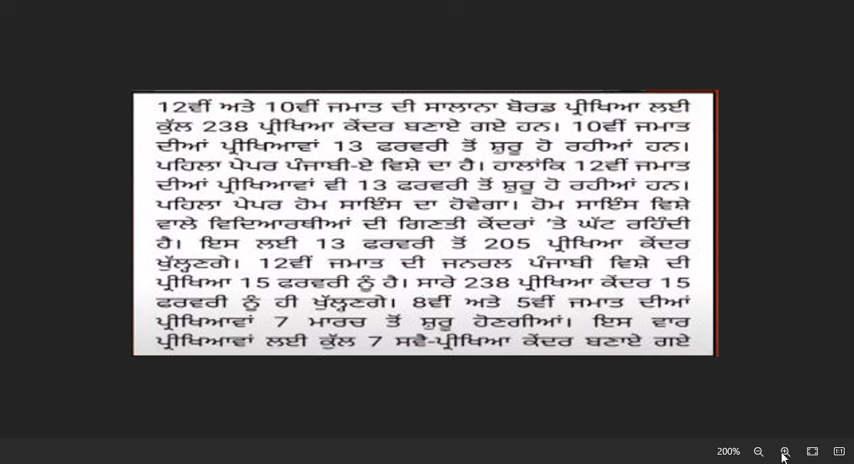 12ਵੀਂ ਅਤੇ 10ਵੀਂ ਜਮਾਤ ਦੀ ਸਾਲਾਨਾ ਬੋਰਡ ਪ੍ਰੀਖਿਆ ਲਈ
ਕੁੱਲ 238 ਪ੍ਰੀਖਿਆ ਕੇਂਦਰ ਬਣਾਏ ਗਏ ਹਨ। 10ਵੀਂ ਜਮਾਤ
ਦੀਆਂ ਪ੍ਰੀਖਿਆਵਾਂ 13 ਫਰਵਰੀ ਤੋਂ ਸ਼ੁਰੂ ਹੋ ਰਹੀਆਂ ਹਨ।
ਪਹਿਲਾ ਪੇਪਰ ਪੰਜਾਬੀ-ਏ ਵਿਸ਼ੇ ਦਾ ਹੈ। ਹਾਲਾਂਕਿ 12ਵੀਂ ਜਮਾਤ
ਦੀਆਂ ਪ੍ਰੀਖਿਆਵਾਂ ਵੀ 13 ਫਰਵਰੀ ਤੋਂ ਸ਼ੁਰੂ ਹੋ ਰਹੀਆਂ ਹਨ।
ਪਹਿਲਾ ਪੇਪਰ ਹੋਮ ਸਾਇੰਸ ਦਾ ਹੋਵੇਗਾ। ਹੋਮ ਸਾਇੰਸ ਵਿਸ਼ੇ
ਵਾਲੇ ਵਿਦਿਆਰਥੀਆਂ ਦੀ ਗਿਣਤੀ ਕੇਂਦਰਾਂ 'ਤੇ ਘੱਟ ਰਹਿੰਦੀ
ਹੈ। ਇਸ ਲਈ 13 ਫਰਵਰੀ ਤੋਂ 205 ਪ੍ਰੀਖਿਆ ਕੇਂਦਰ
ਖੁੱਲ੍ਹਣਗੇ। 12ਵੀਂ ਜਮਾਤ ਦੀ ਜਨਰਲ ਪੰਜਾਬੀ ਵਿਸ਼ੇ ਦੀ
ਪ੍ਰੀਖਿਆ 15 ਫਰਵਰੀ ਨੂੰ ਹੈ। ਸਾਰੇ 238 ਪ੍ਰੀਖਿਆ ਕੇਂਦਰ 15
ਫਰਵਰੀ ਨੂੰ ਹੀ ਖੁੱਲ੍ਹਣਗੇ। 8ਵੀਂ ਅਤੇ 5ਵੀਂ ਜਮਾਤ ਦੀਆਂ
ਪ੍ਰੀਖਿਆਵਾਂ 7 ਮਾਰਚ ਤੋਂ ਸ਼ੁਰੂ ਹੋਣਗੀਆਂ। ਇਸ ਵਾਰ
ਪ੍ਰੀਖਿਆਵਾਂ ਲਈ ਕੁੱਲ 7 ਸਵੈ-ਪ੍ਰੀਖਿਆ ਕੇਂਦਰ ਬਣਾਏ ਗਏ
200%
1:1